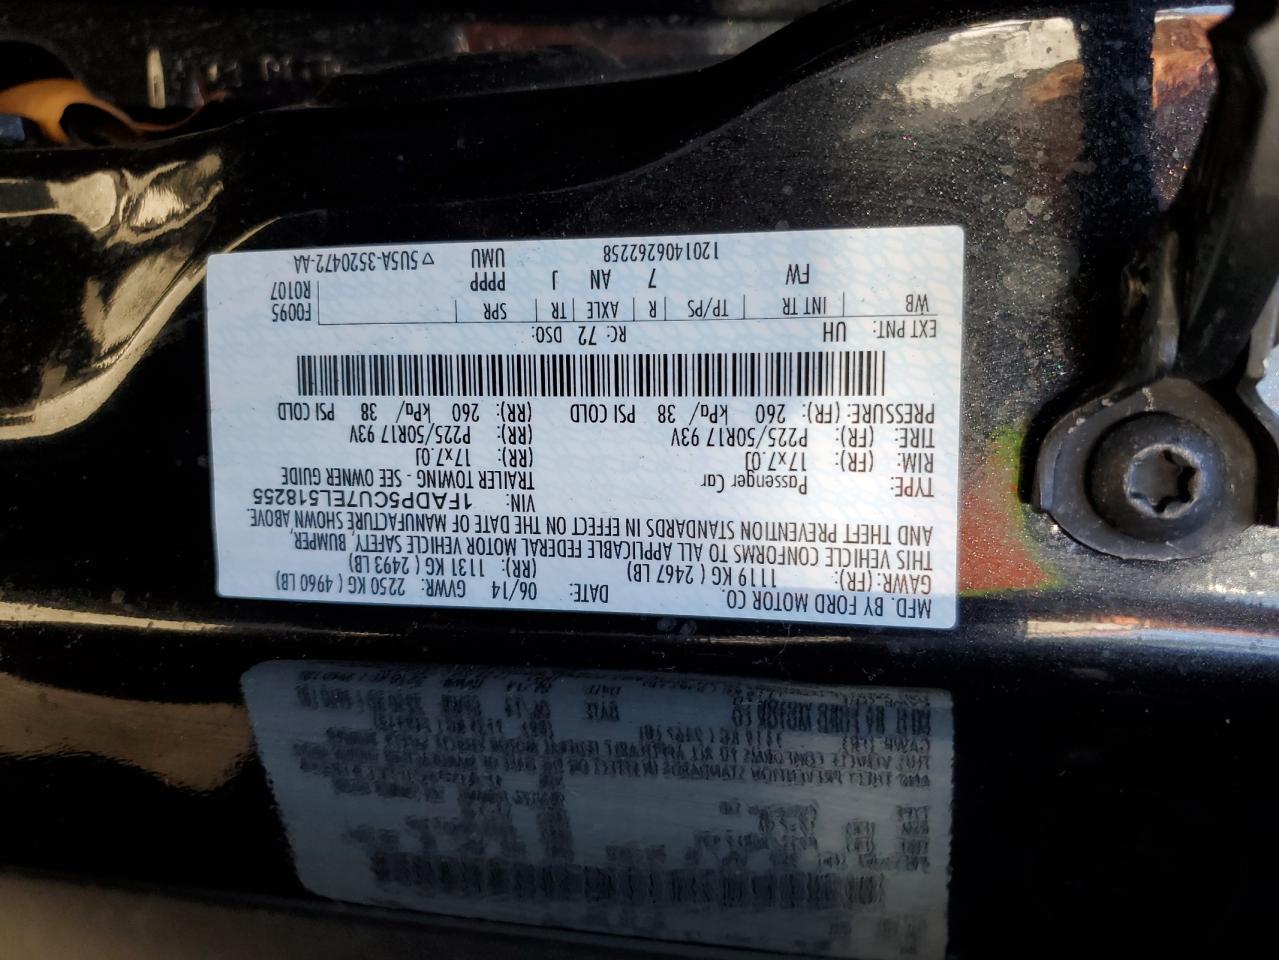 MFD. BY FORD MOTOR CO.
DATE: 06/14 GVWR: 2250 KG ( 4960 LB)
GAWR: (FR): 1119 KG ( 2467 LB) (RR): 1131 KG ( 2493 LB)
THIS VEHICLE CONFORMS TO ALL APPLICABLE FEDERAL MOTOR VEHICLE SAFETY, BUMPER,
AND THEFT PREVENTION STANDARDS IN EFFECT ON THE DATE OF MANUFACTURE SHOWN ABOVE.
VIN: 1FADP5CU7EL518255
TYPE: Passenger Car TRAILER TOWING - SEE OWNER GUIDE
RIM: (FR): 17x7.0J (RR): 17x7.0J
TIRE: (FR): P225/50R17 93V (RR): P225/50R17 93V
PRESSURE: (FR): 260 kPa/ 38 PSI COLD (RR): 260 kPa/ 38 PSI COLD
EXT PNT: UH RC: 72 DSO: F0095
WB INT TR TP/PS R AXLE TR SPR R0107
FW 7 AN J PPPP
1201406262258 UMU ▽ 5U5A-3520472-AA